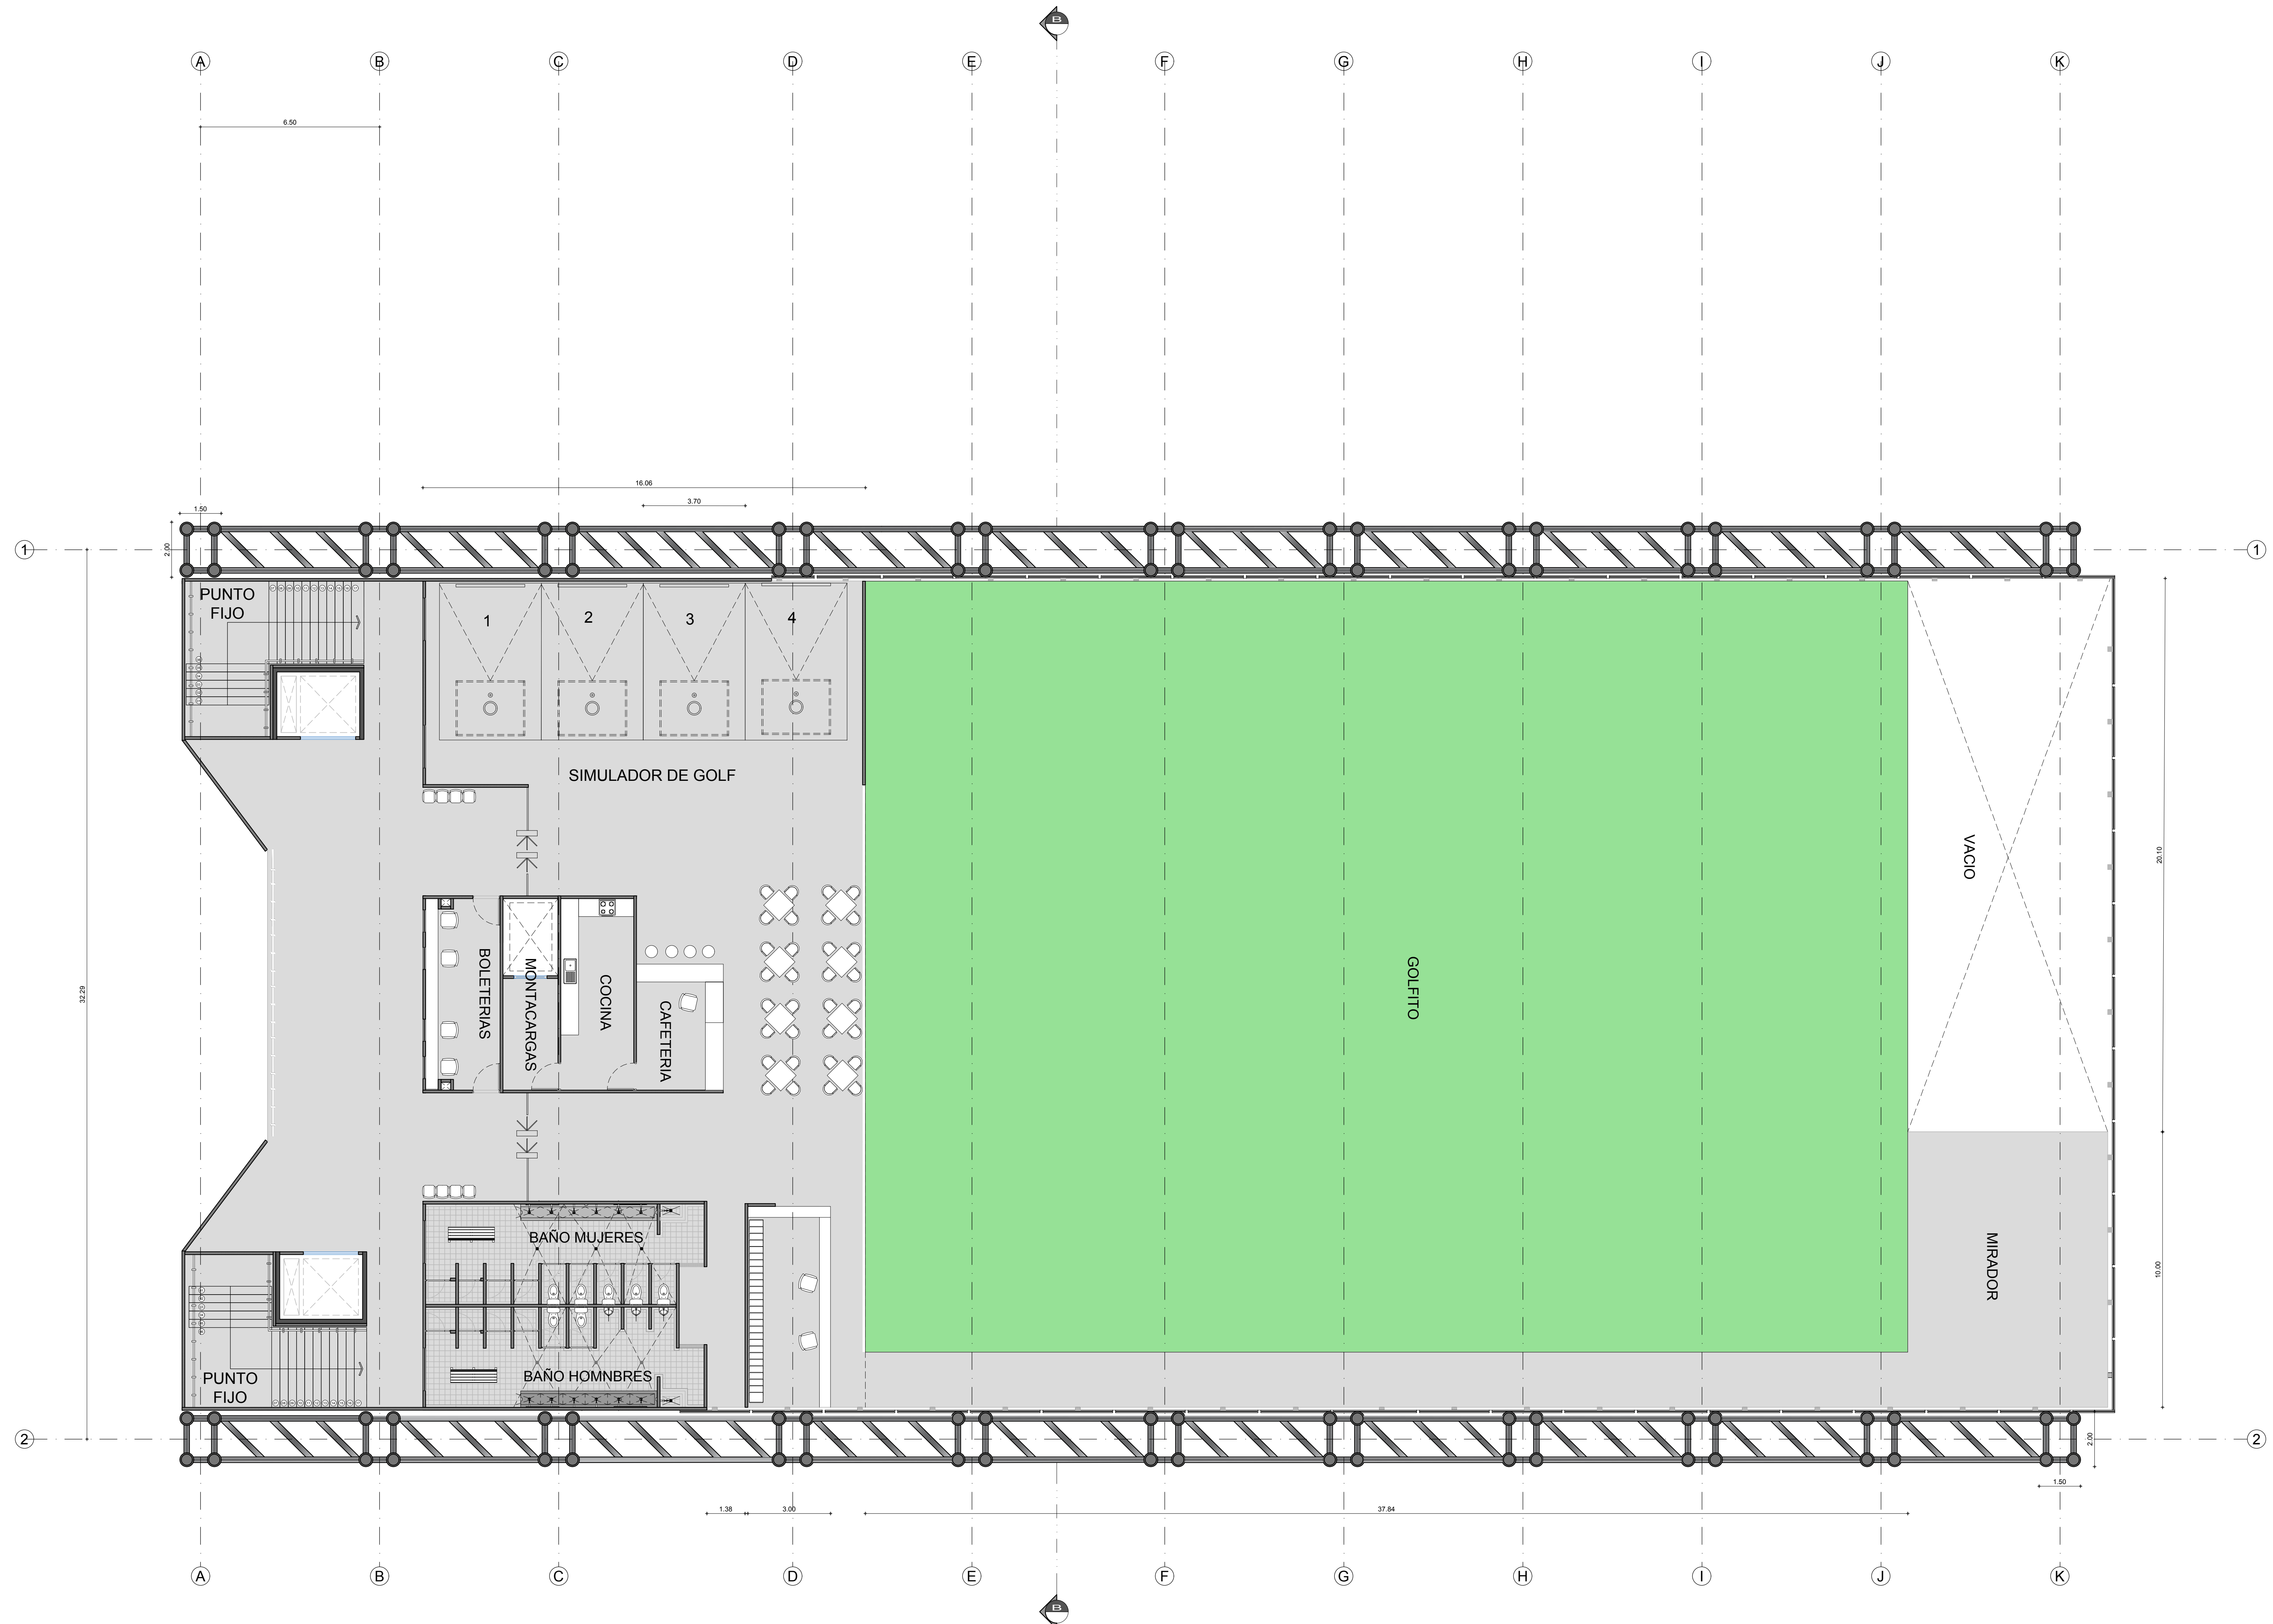 B
A B C D E F G H I J K
6.50
16.06
3.70
1.50
2.00
1 1
PUNTO
FIJO
1 2 3 4
SIMULADOR DE GOLF
20.10
VACIO
32.29
BOLETERIAS
MONTACARGAS
COCINA
CAFETERIA
GOLFITO
BAÑO MUJERES
MIRADOR
10.00
BAÑO HOMNBRES
PUNTO
FIJO
2 2
2.00
1.50
1.38 3.00 37.84
A B C D E F G H I J K
B